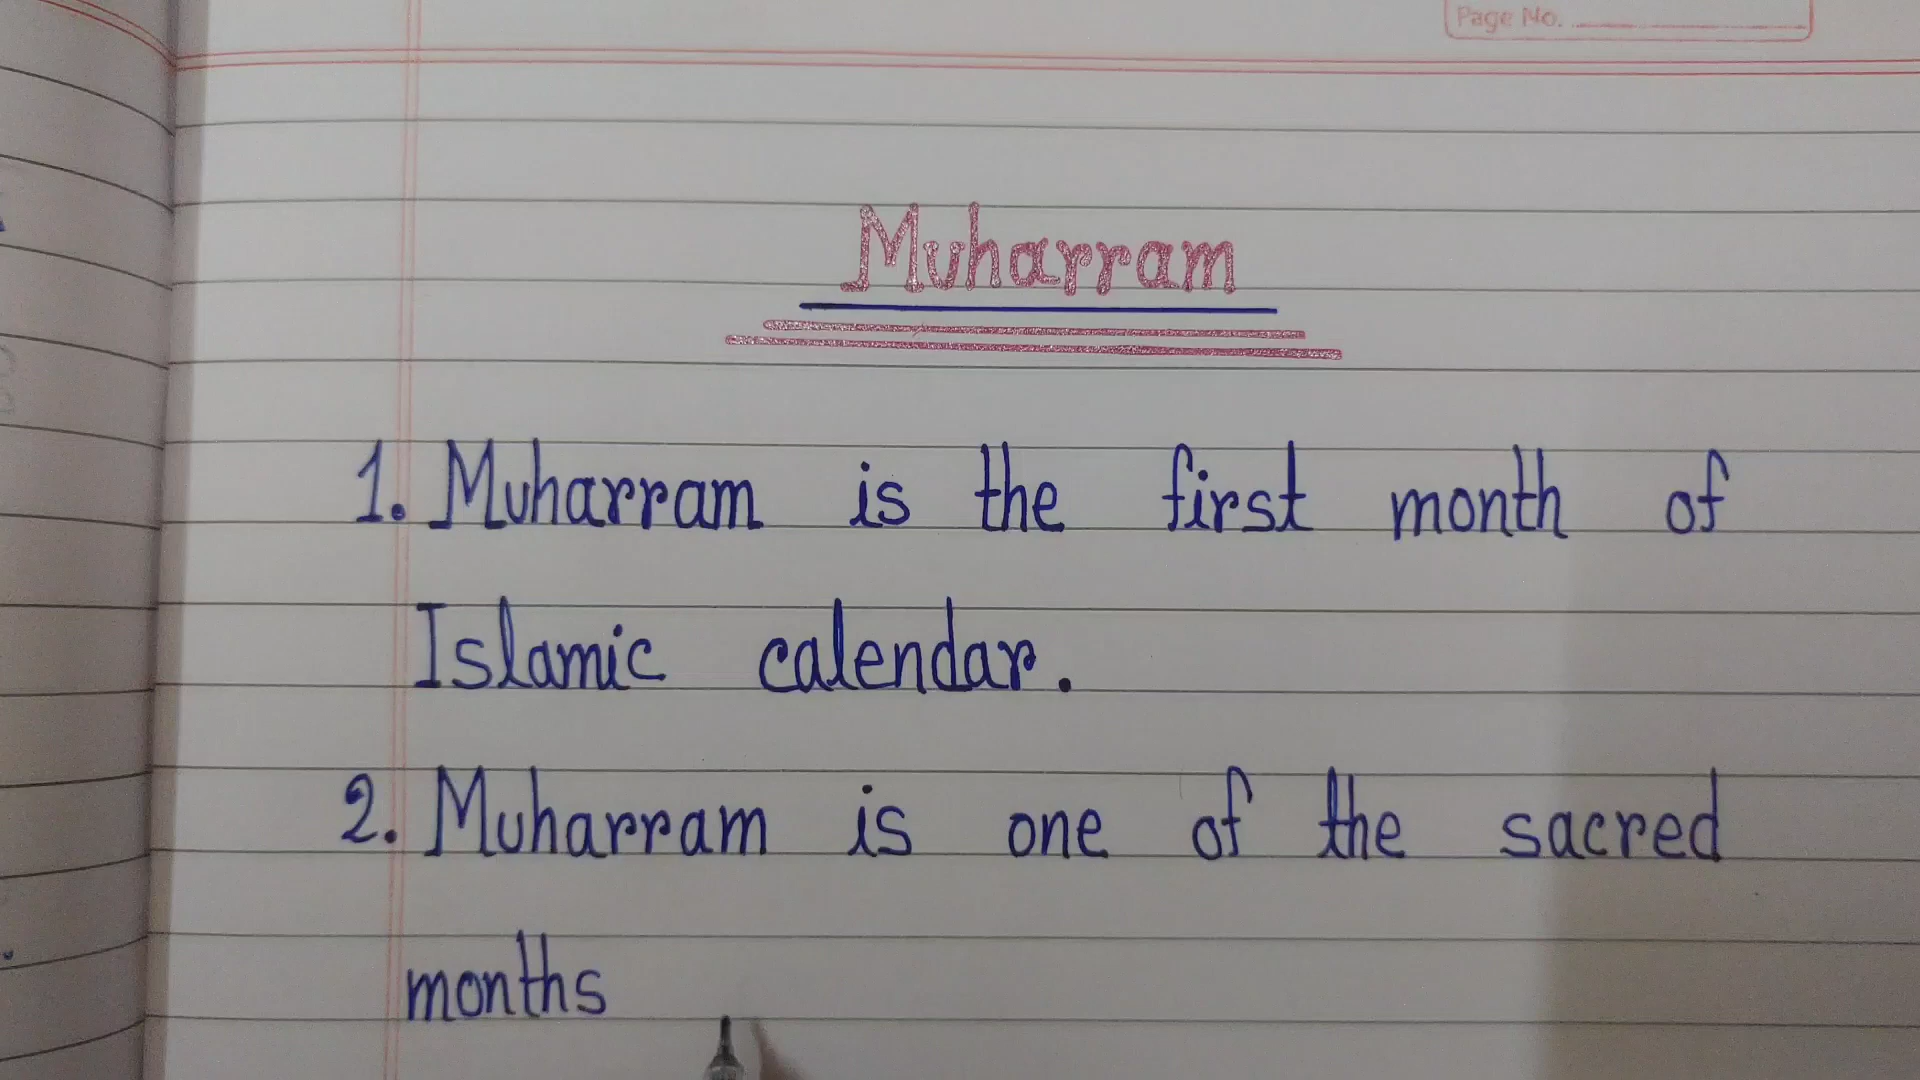 Page No.
Muharram
1. Muharram is the first month of
Islamic calendar.
2. Muharram is one of the sacred
months